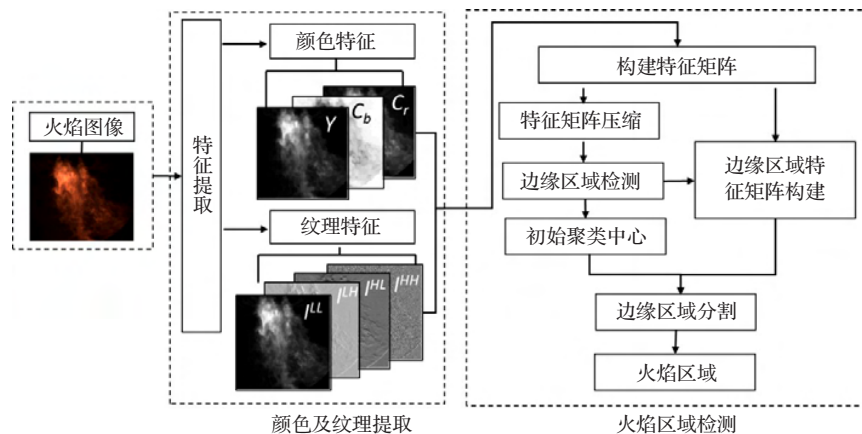 火焰图像
特征提取
颜色特征
Y
C_b
C_r
纹理特征
I^{LL}
I^{LH}
I^{HL}
I^{HH}
颜色及纹理提取
构建特征矩阵
特征矩阵压缩
边缘区域检测
初始聚类中心
边缘区域特
征矩阵构建
边缘区域分割
火焰区域
火焰区域检测